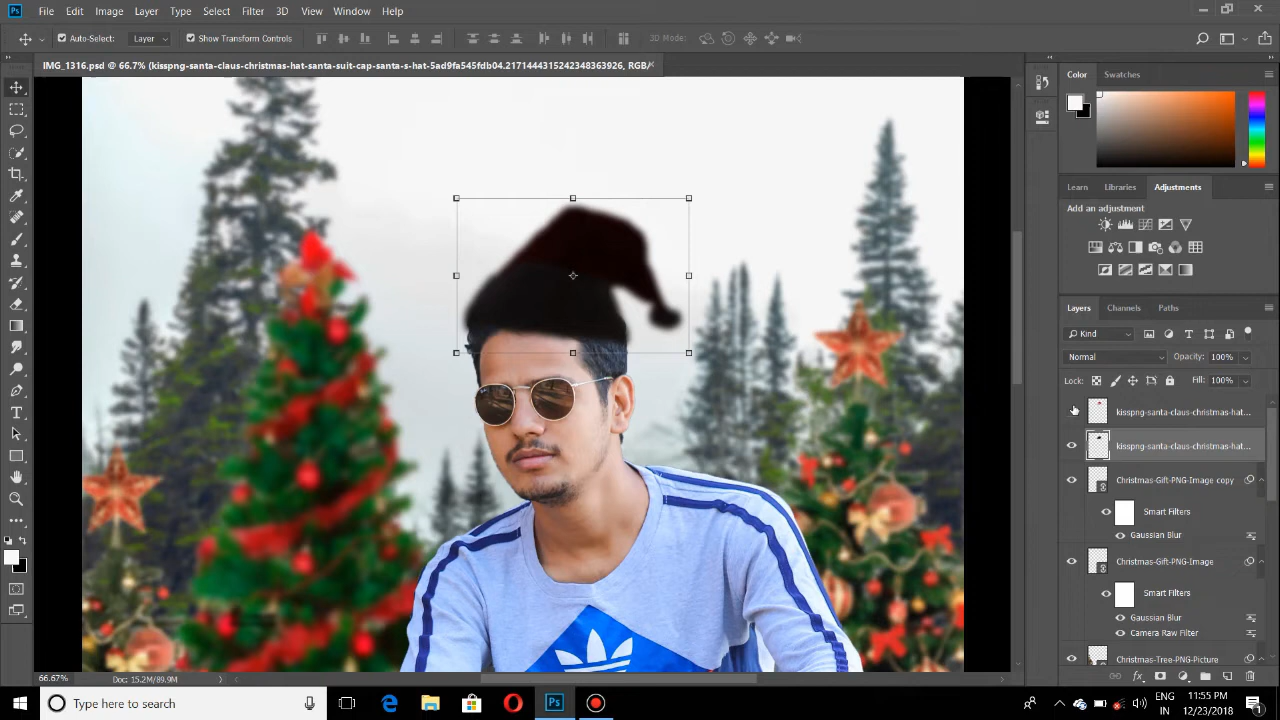 File Edit Image Layer Type Select Filter 3D View Window Help
Auto-Select: Layer Show Transform Controls 3D Mode:
IMG_1316.psd @ 66.7% (kisspng-santa-claus-christmas-hat-santa-suit-cap-santa-s-hat-5ad9fa545fdb04.2171444315242348363926, RGB/
Color Swatches
Learn Libraries Adjustments
Add an adjustment
Layers Channels Paths
Kind
Normal Opacity: 100%
Lock: Fill: 100%
kisspng-santa-claus-christmas-hat...
kisspng-santa-claus-christmas-hat...
Christmas-Gift-PNG-Image copy
Smart Filters
Gaussian Blur
Christmas-Gift-PNG-Image
Smart Filters
Gaussian Blur
Camera Raw Filter
Christmas-Tree-PNG-Picture
66.67% Doc: 15.2M/89.9M
Type here to search
ENG
IN
11:55 PM
12/23/2018